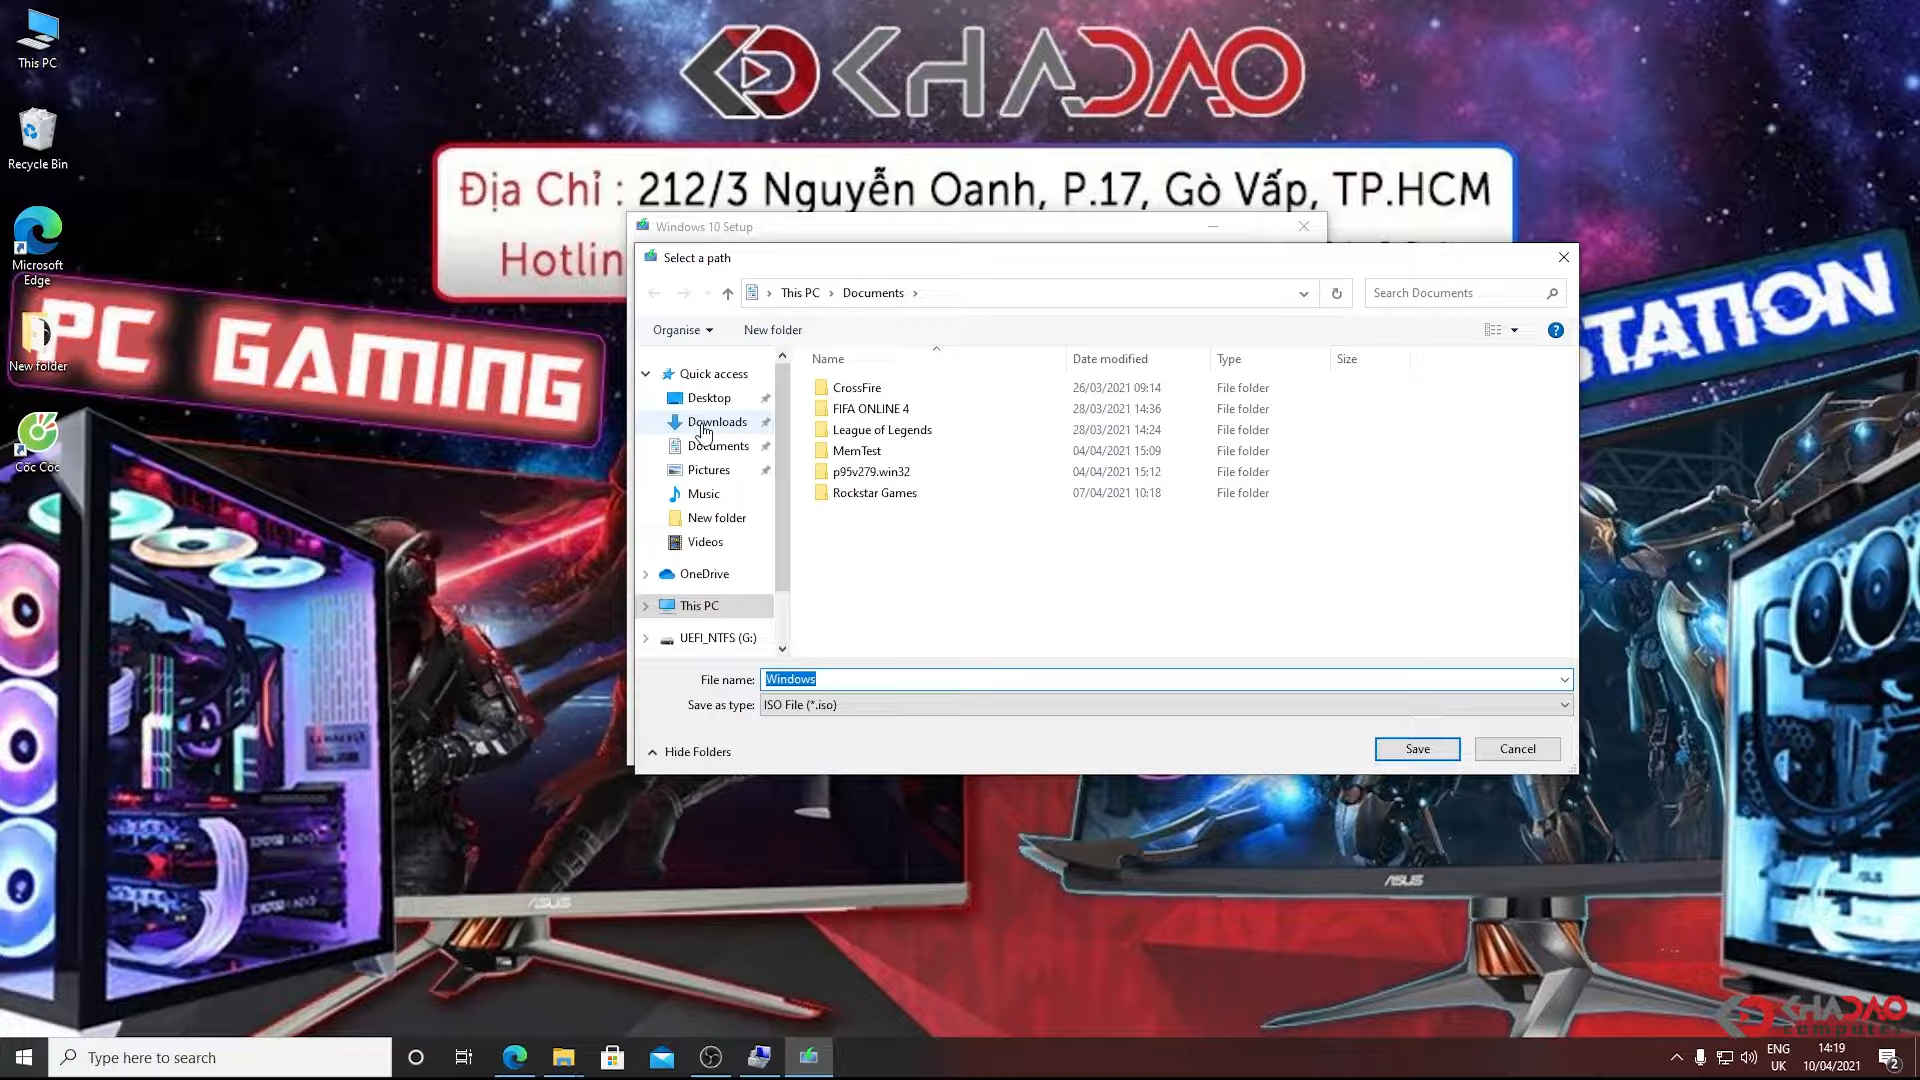 This PC
Recycle Bin
Microsoft
Edge
New folder
Cốc Cốc
KHADAO
Địa Chỉ : 212/3 Nguyễn Oanh, P.17, Gò Vấp, TP.HCM
PC GAMING
Windows 10 Setup
Select a path
This PC
Documents
Search Documents
Organise
New folder
Name
Date modified
Type
Size
Quick access
Desktop
Downloads
Documents
Pictures
Music
New folder
Videos
OneDrive
This PC
UEFI_NTFS (G:)
CrossFire 26/03/2021 09:14 File folder
FIFA ONLINE 4 28/03/2021 14:36 File folder
League of Legends 28/03/2021 14:24 File folder
MemTest 04/04/2021 15:09 File folder
p95v279.win32 04/04/2021 15:12 File folder
Rockstar Games 07/04/2021 10:18 File folder
File name: Windows
Save as type: ISO File (*.iso)
Hide Folders
Save
Cancel
ASUS
ASUS
KHADAO
computer
Type here to search
ENG
UK
14:19
10/04/2021
2